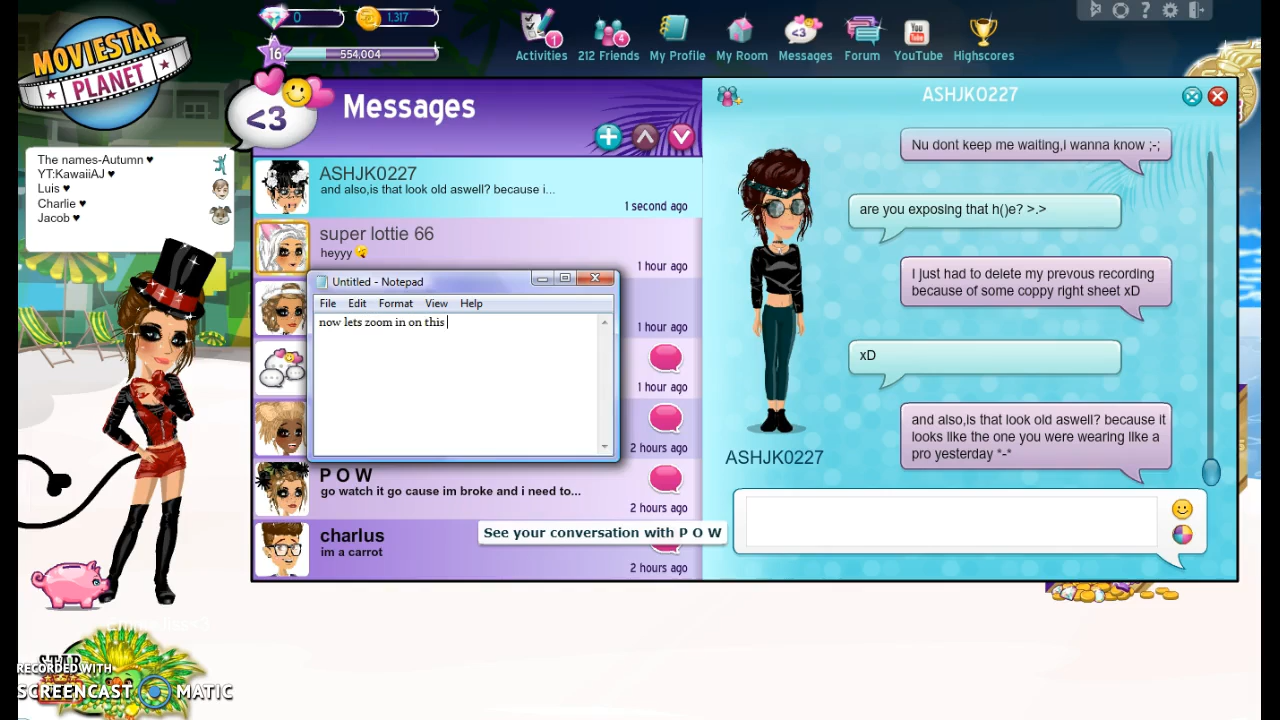 MOVIESTAR
PLANET
0
1.317
16
554,004
1
Activities
4
212 Friends
My Profile
My Room
<3
Messages
Forum
You
Tube
YouTube
Highscores
The names-Autumn ♥
YT:KawaiiAJ ♥
Luis ♥
Charlie ♥
Jacob ♥
<3
Messages
ASHJK0227
and also,is that look old aswell? because i...
1 second ago
super lottie 66
heyyy
1 hour ago
1 hour ago
1 hour ago
2 hours ago
P O W
go watch it go cause im broke and i need to...
2 hours ago
charlus
im a carrot
2 hours ago
See your conversation with P O W
Untitled - Notepad
File Edit Format View Help
now lets zoom in on this
ASHJK0227
Nu dont keep me waiting,I wanna know ;-;
are you exposing that h()e? >.>
I just had to delete my prevous recording
because of some coppy right sheet xD
xD
and also,is that look old aswell? because it
looks like the one you were wearing like a
pro yesterday *-*
ASHJK0227
STAR
RECORDED WITH
SCREENCAST MATIC